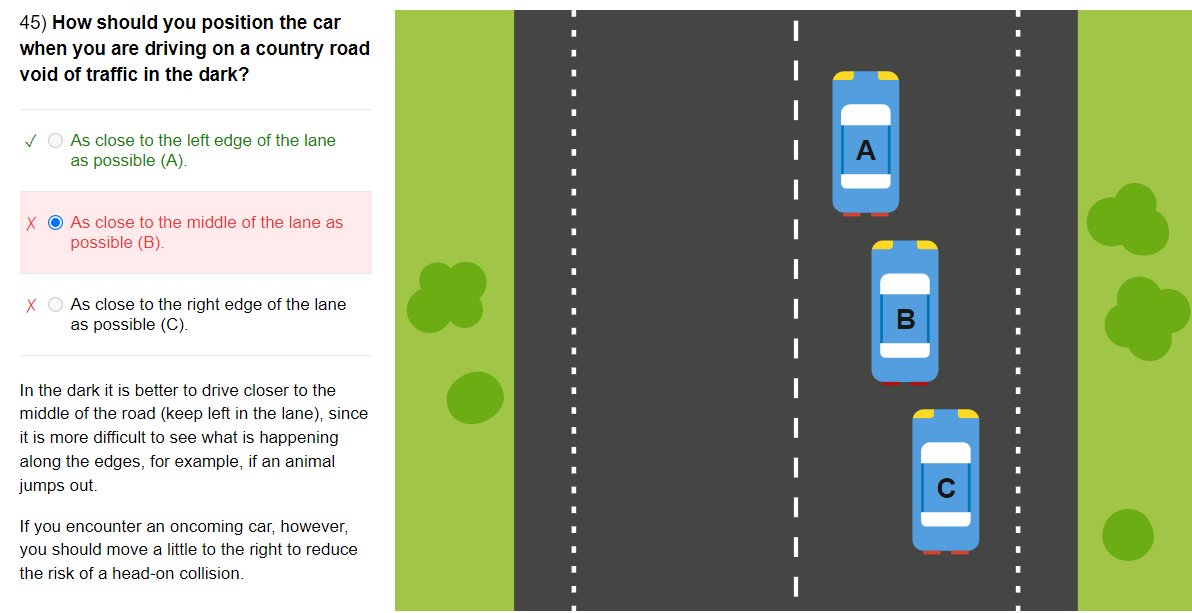 45) How should you position the car
when you are driving on a country road
void of traffic in the dark?
✓ As close to the left edge of the lane
as possible (A).
X As close to the middle of the lane as
possible (B).
X As close to the right edge of the lane
as possible (C).
In the dark it is better to drive closer to the
middle of the road (keep left in the lane), since
it is more difficult to see what is happening
along the edges, for example, if an animal
jumps out.
If you encounter an oncoming car, however,
you should move a little to the right to reduce
the risk of a head-on collision.
A
B
C